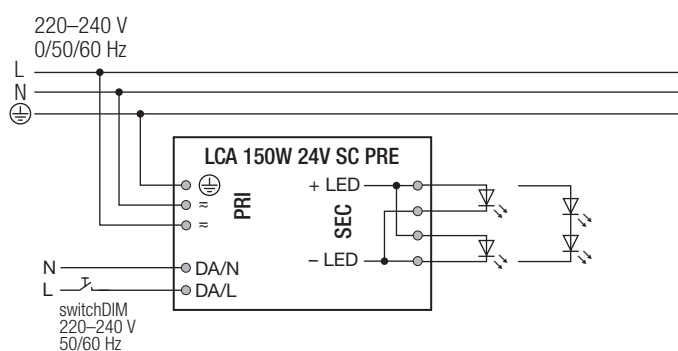 220–240 V
0/50/60 Hz
L
N
LCA 150W 24V SC PRE
+ LED
≂
PRI
SEC
≂
– LED
N
DA/N
L
DA/L
switchDIM
220–240 V
50/60 Hz